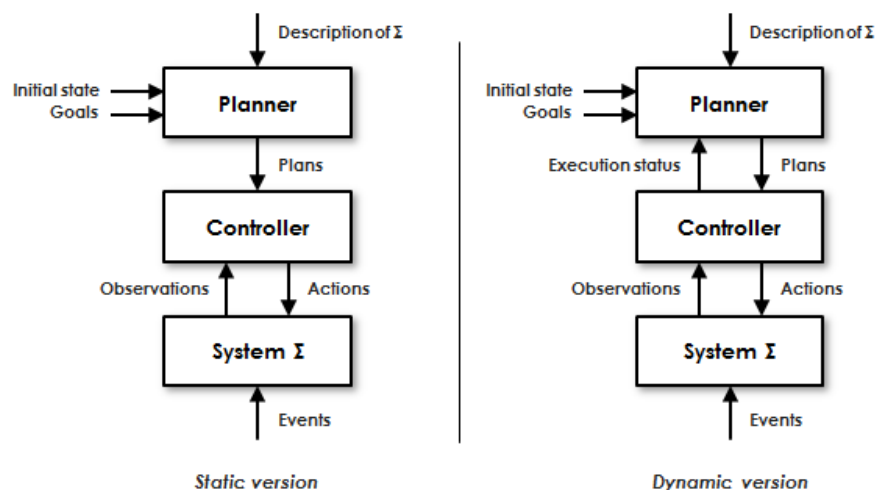 Description of Σ
Initial state
Goals
Planner
Plans
Controller
Observations
Actions
System Σ
Events
Static version
Description of Σ
Initial state
Goals
Planner
Execution status
Plans
Controller
Observations
Actions
System Σ
Events
Dynamic version